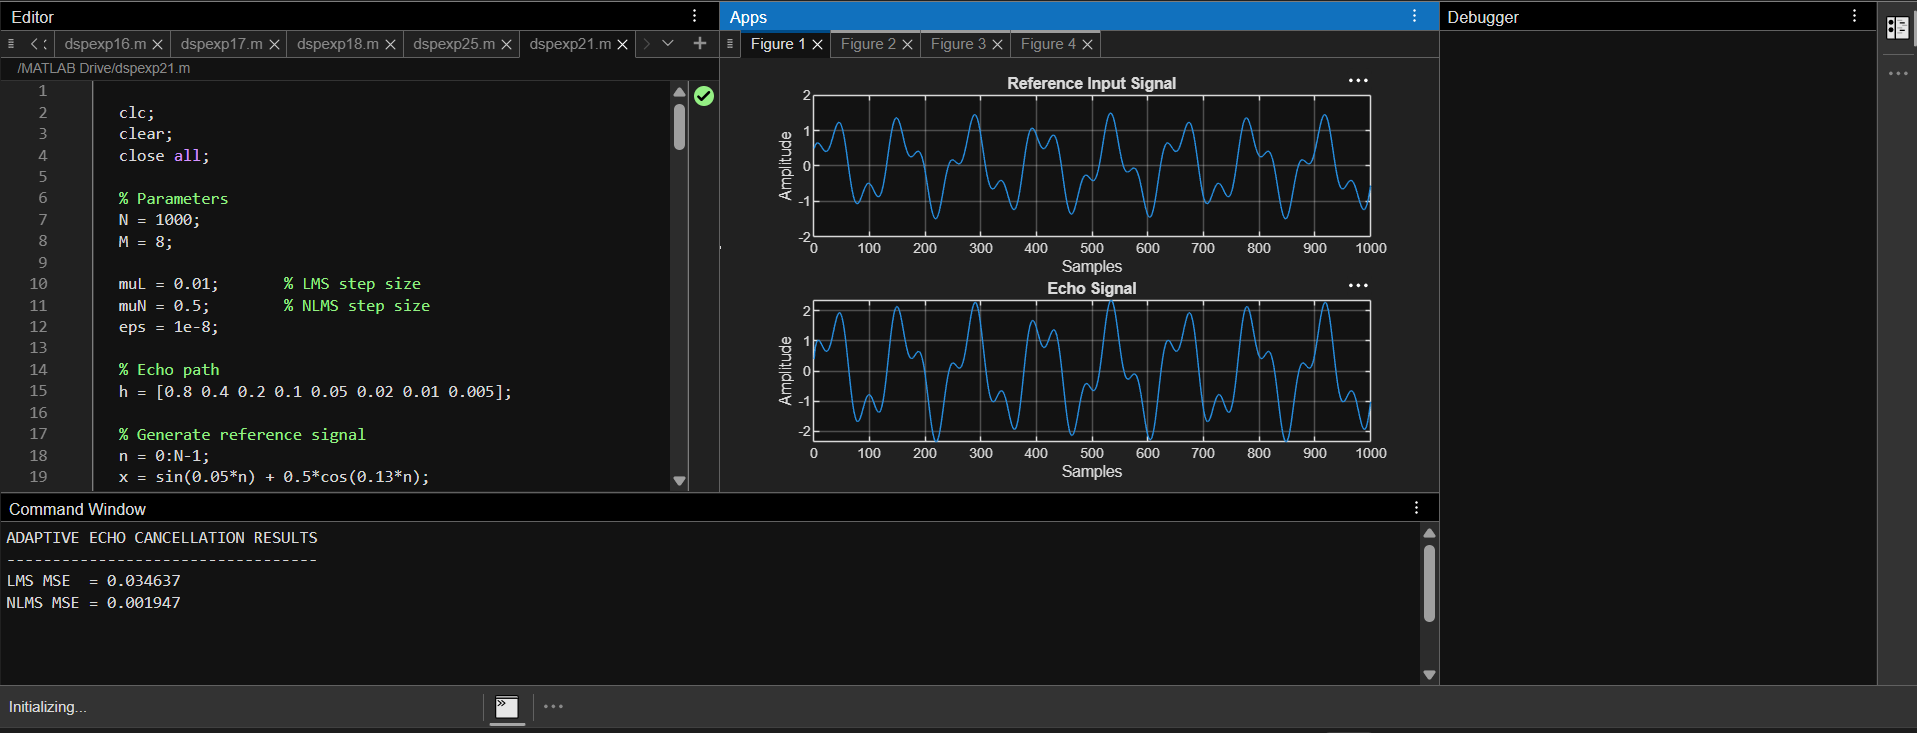 Editor
dspexp16.m dspexp17.m dspexp18.m dspexp25.m dspexp21.m
/MATLAB Drive/dspexp21.m
1
2 clc;
3 clear;
4 close all;
5
6 % Parameters
7 N = 1000;
8 M = 8;
9
10 muL = 0.01; % LMS step size
11 muN = 0.5; % NLMS step size
12 eps = 1e-8;
13
14 % Echo path
15 h = [0.8 0.4 0.2 0.1 0.05 0.02 0.01 0.005];
16
17 % Generate reference signal
18 n = 0:N-1;
19 x = sin(0.05*n) + 0.5*cos(0.13*n);
Apps
Figure 1 Figure 2 Figure 3 Figure 4
Reference Input Signal
Amplitude
2
1
0
-1
-2
0 100 200 300 400 500 600 700 800 900 1000
Samples
Echo Signal
Amplitude
2
1
0
-1
-2
0 100 200 300 400 500 600 700 800 900 1000
Samples
Debugger
Command Window
ADAPTIVE ECHO CANCELLATION RESULTS
----------------------------------
LMS MSE  = 0.034637
NLMS MSE = 0.001947
Initializing...